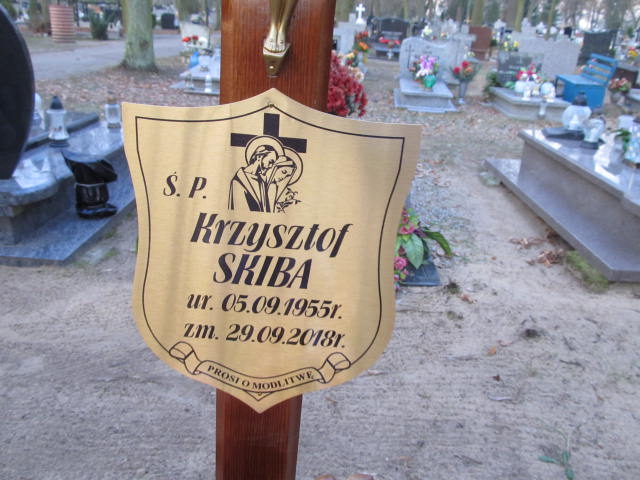 Ś. P.
Krzysztof
SKIBA
ur. 05.09.1955r.
zm. 29.09.2018r.
PROSI O MODLITWĘ